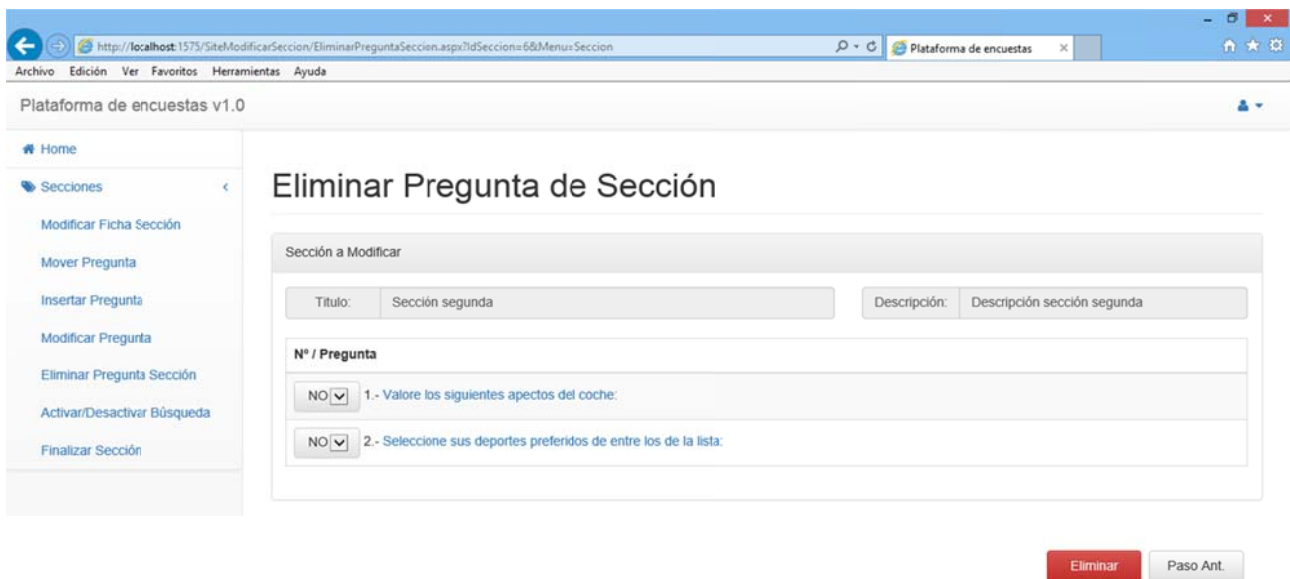 http://localhost:1575/SiteModificarSeccion/EliminarPreguntaSeccion.aspx?IdSeccion=6&Menu=Seccion
Plataforma de encuestas
Archivo Edición Ver Favoritos Herramientas Ayuda
Plataforma de encuestas v1.0
Home
Secciones
Modificar Ficha Sección
Mover Pregunta
Insertar Pregunta
Modificar Pregunta
Eliminar Pregunta Sección
Activar/Desactivar Búsqueda
Finalizar Sección
Eliminar Pregunta de Sección
Sección a Modificar
Titulo: Sección segunda Descripción: Descripción sección segunda
Nº / Pregunta
NO 1.- Valore los siguientes apectos del coche:
NO 2.- Seleccione sus deportes preferidos de entre los de la lista:
Eliminar Paso Ant.